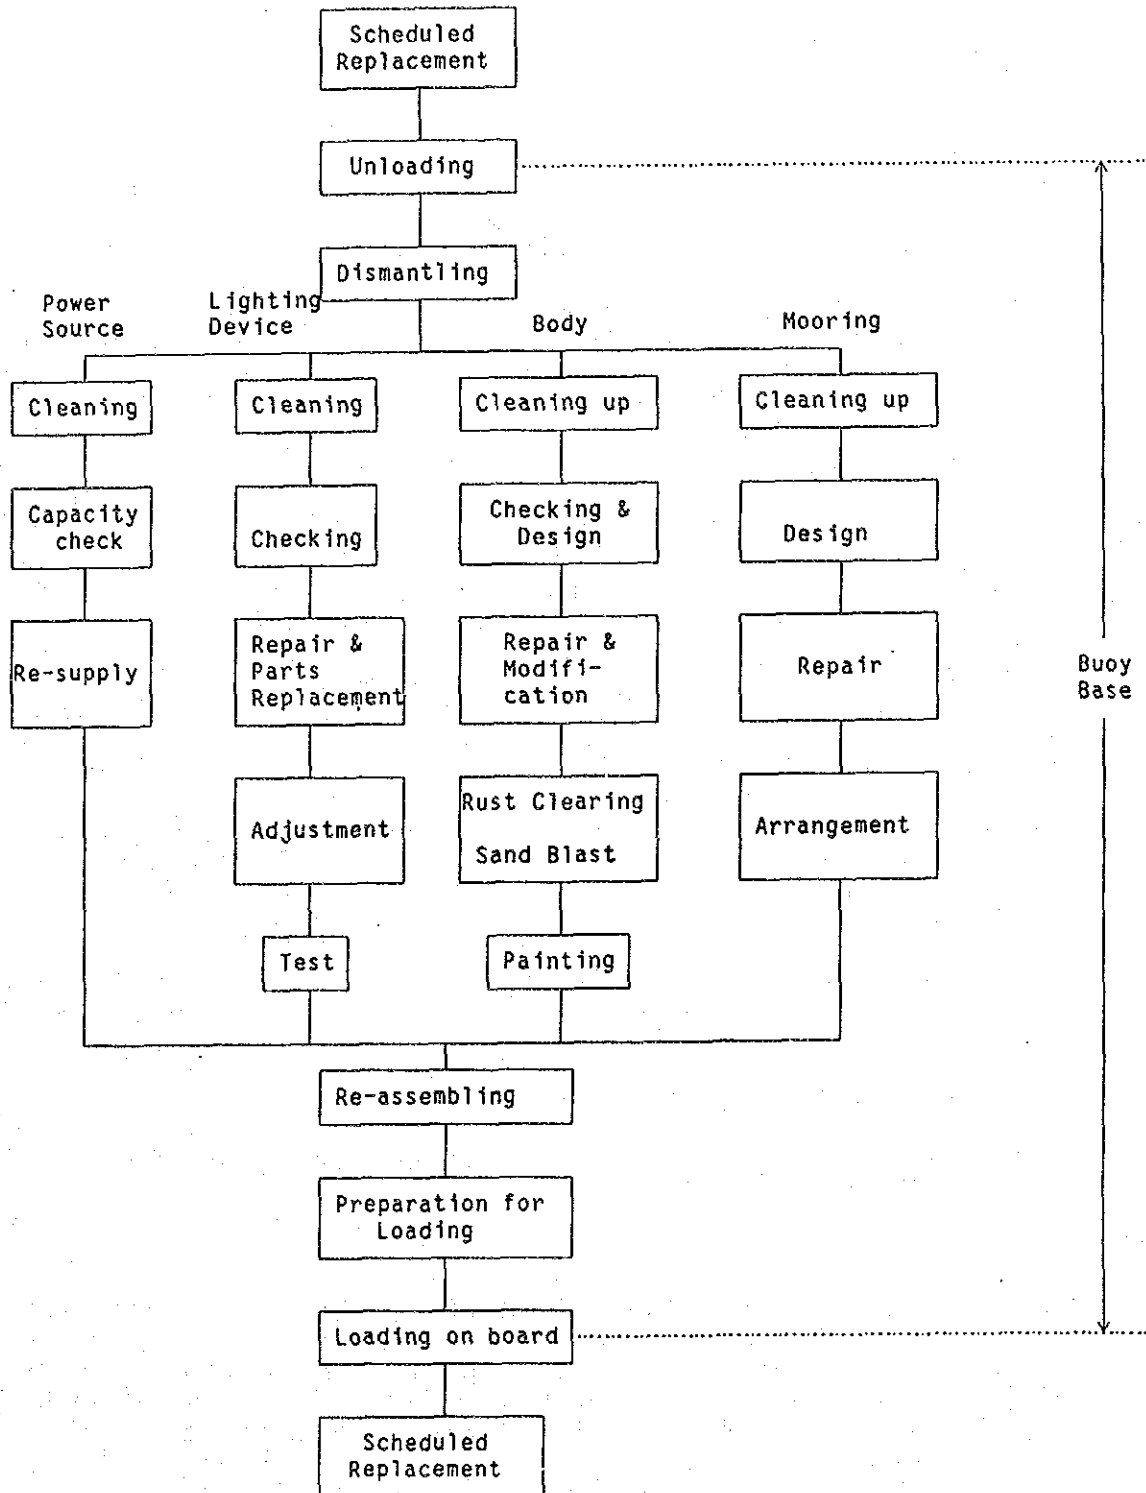 Scheduled
Replacement
Unloading
Dismantling
Power
Source
Lighting
Device
Body
Mooring
Cleaning
Cleaning
Cleaning up
Cleaning up
Capacity
check
Checking
Checking &
Design
Design
Re-supply
Repair &
Parts
Replacement
Repair &
Modifi-
cation
Repair
Buoy
Base
Adjustment
Rust Clearing
Sand Blast
Arrangement
Test
Painting
Re-assembling
Preparation for
Loading
Loading on board
Scheduled
Replacement